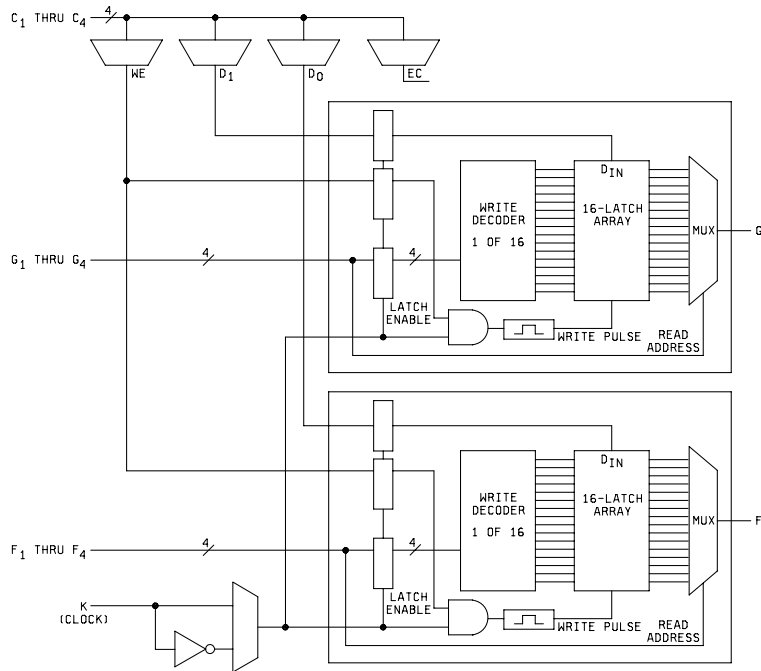 C1 THRU C4
4
WE
D1
D0
EC
DIN
WRITE
DECODER
1 OF 16
16-LATCH
ARRAY
MUX
G'
G1 THRU G4
4
4
LATCH
ENABLE
WRITE PULSE
READ
ADDRESS
DIN
WRITE
DECODER
1 OF 16
16-LATCH
ARRAY
MUX
F'
F1 THRU F4
4
4
K
(CLOCK)
LATCH
ENABLE
WRITE PULSE
READ
ADDRESS